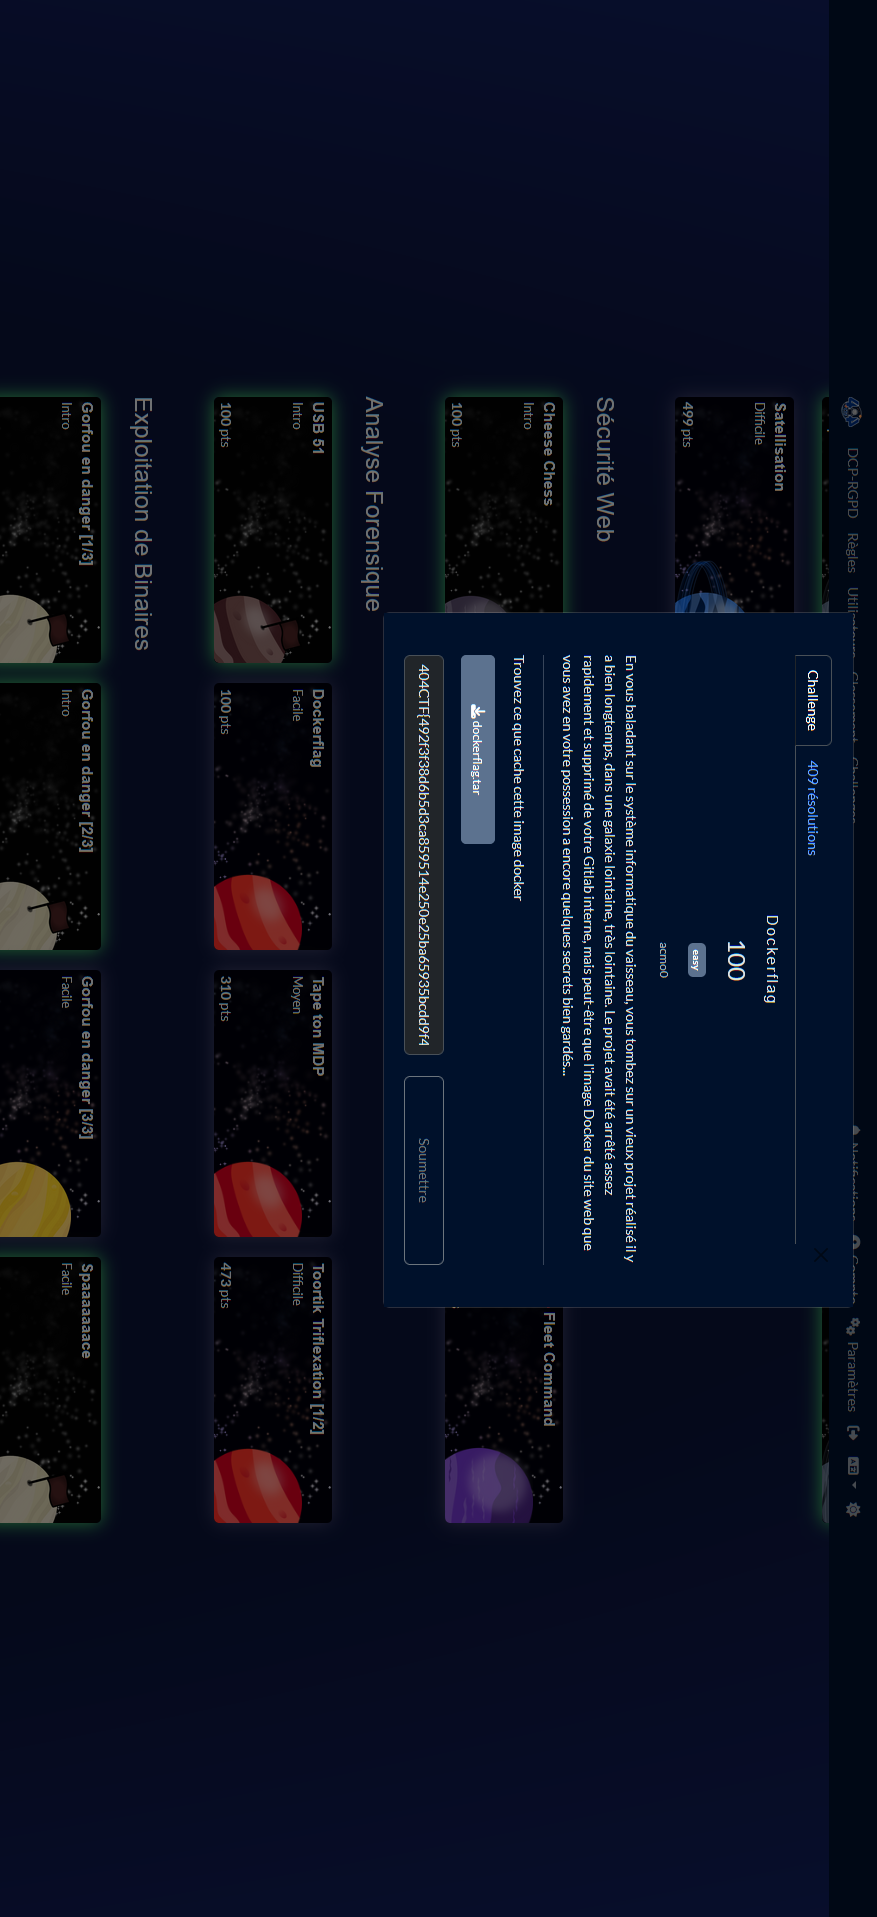 DCP-RGPD Règles
Paramètres
Challenge 409 résolutions
Dockerflag
100
easy
acmo0
En vous baladant sur le système informatique du vaisseau, vous tombez sur un vieux projet réalisé il y
a bien longtemps, dans une galaxie lointaine, très lointaine. Le projet avait été arrêté assez
rapidement et supprimé de votre Gitlab interne, mais peut-être que l'image Docker du site web que
vous avez en votre possession a encore quelques secrets bien gardés...
Trouvez ce que cache cette image docker
dockerflag.tar
404CTF{492f3f38d6b5d3ca859514e250e25ba65935bcdd9f4
Soumettre
Satellisation
Difficile
499 pts
Sécurité Web
Cheese Chess
Intro
100 pts
Fleet Command
Analyse Forensique
USB 51
Intro
100 pts
Dockerflag
Facile
100 pts
Tape ton MDP
Moyen
310 pts
Toortik Triflexation [1/2]
Difficile
473 pts
Exploitation de Binaires
Gorfou en danger [1/3]
Intro
Gorfou en danger [2/3]
Intro
Gorfou en danger [3/3]
Facile
Spaaaaaaace
Facile